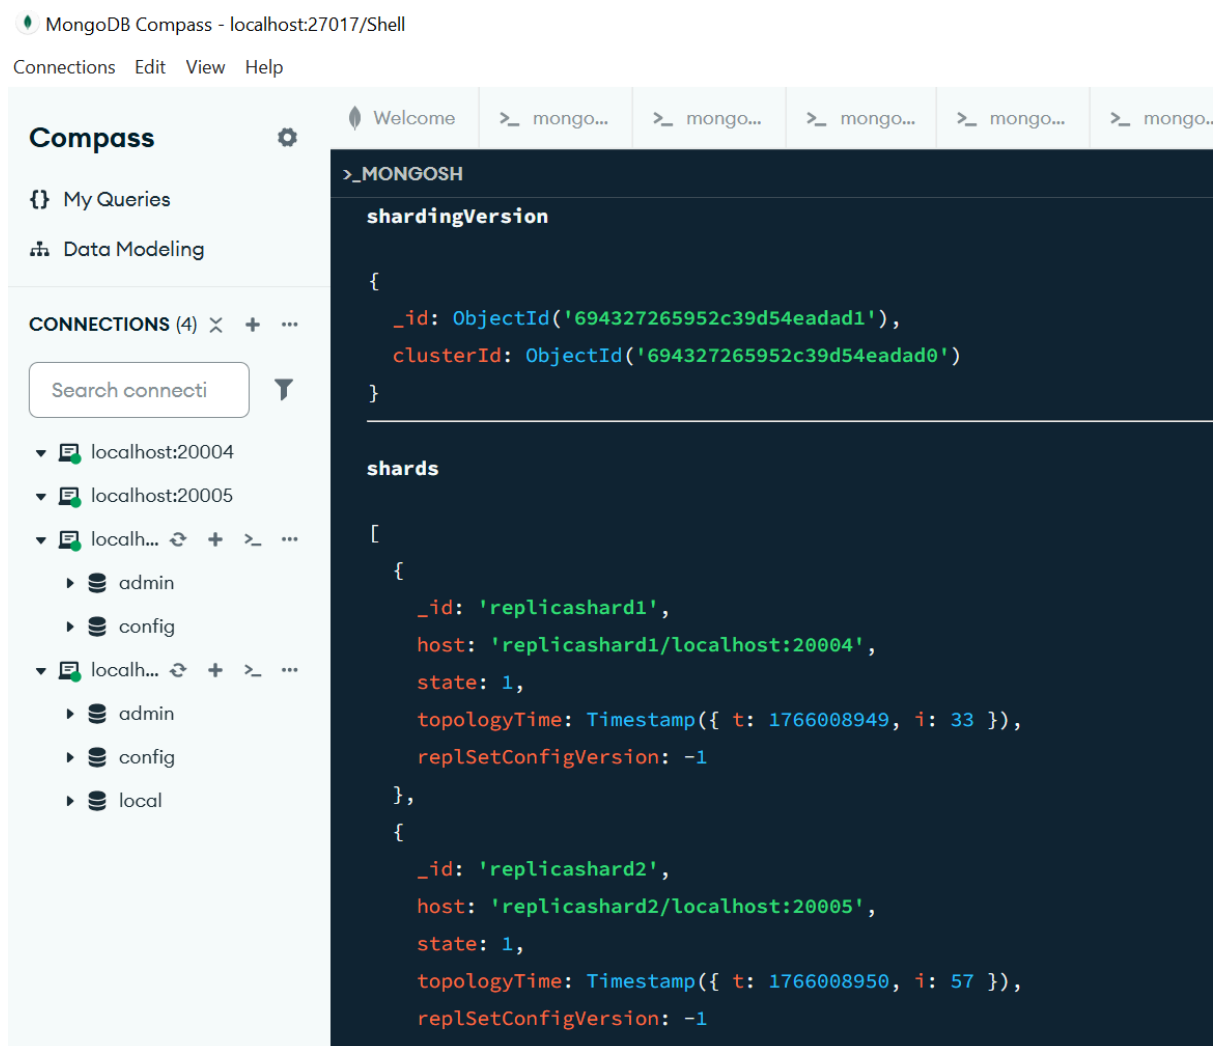 MongoDB Compass - localhost:27017/Shell
Connections Edit View Help
Compass
{} My Queries
Data Modeling
CONNECTIONS (4)
Search connecti
localhost:20004
localhost:20005
localh...
admin
config
localh...
admin
config
local
Welcome >_ mongo... >_ mongo... >_ mongo... >_ mongo... >_ mongo..
>_MONGOSH
shardingVersion
{
_id: ObjectId('694327265952c39d54eadad1'),
clusterId: ObjectId('694327265952c39d54eadad0')
}
shards
[
{
_id: 'replicashard1',
host: 'replicashard1/localhost:20004',
state: 1,
topologyTime: Timestamp({ t: 1766008949, i: 33 }),
replSetConfigVersion: -1
},
{
_id: 'replicashard2',
host: 'replicashard2/localhost:20005',
state: 1,
topologyTime: Timestamp({ t: 1766008950, i: 57 }),
replSetConfigVersion: -1